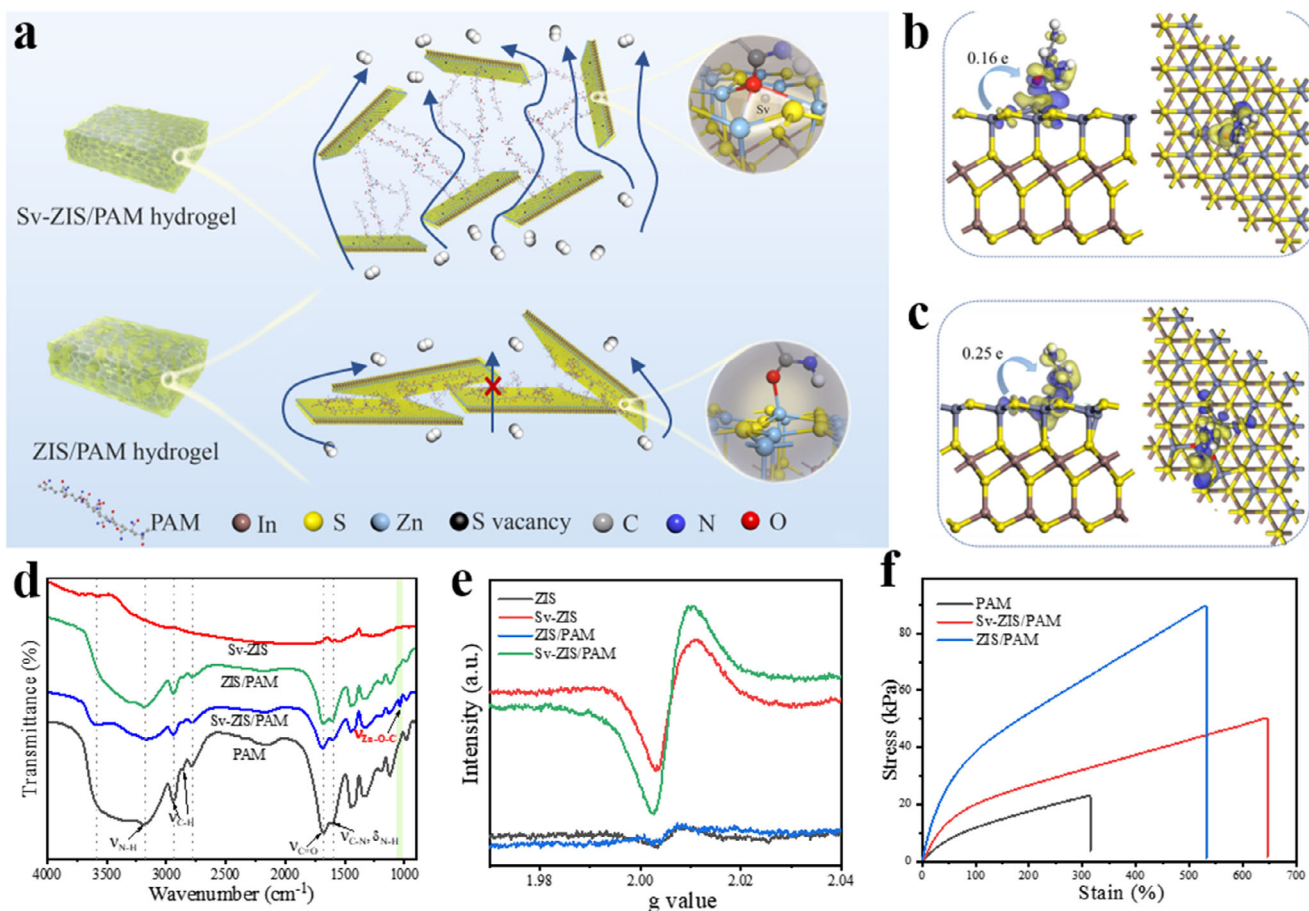 a
Sv-ZIS/PAM hydrogel
Sv
ZIS/PAM hydrogel
PAM In S Zn S vacancy C N O
b
0.16 e
c
0.25 e
d
Transmittance (%)
Sv-ZIS
ZIS/PAM
Sv-ZIS/PAM
Zn-O-C
PAM
νN-H
νC-H
νC=O
νC-N, δN-H
4000 3500 3000 2500 2000 1500 1000
Wavenumber (cm-1)
e
Intensity (a.u.)
ZIS
Sv-ZIS
ZIS/PAM
Sv-ZIS/PAM
1.98 2.00 2.02 2.04
g value
f
Stress (kPa)
PAM
Sv-ZIS/PAM
ZIS/PAM
80
60
40
20
0
0 100 200 300 400 500 600 700
Stain (%)